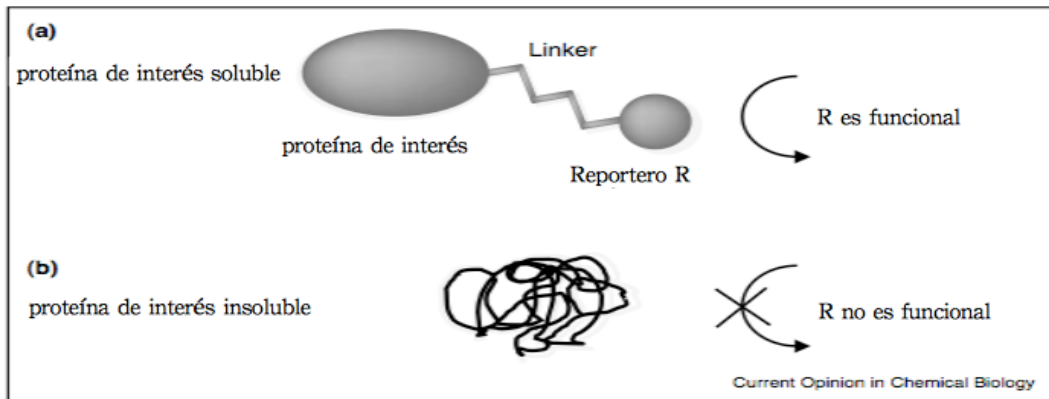 (a)
Linker
proteína de interés soluble
R es funcional
proteína de interés
Reportero R
(b)
proteína de interés insoluble
R no es funcional
Current Opinion in Chemical Biology